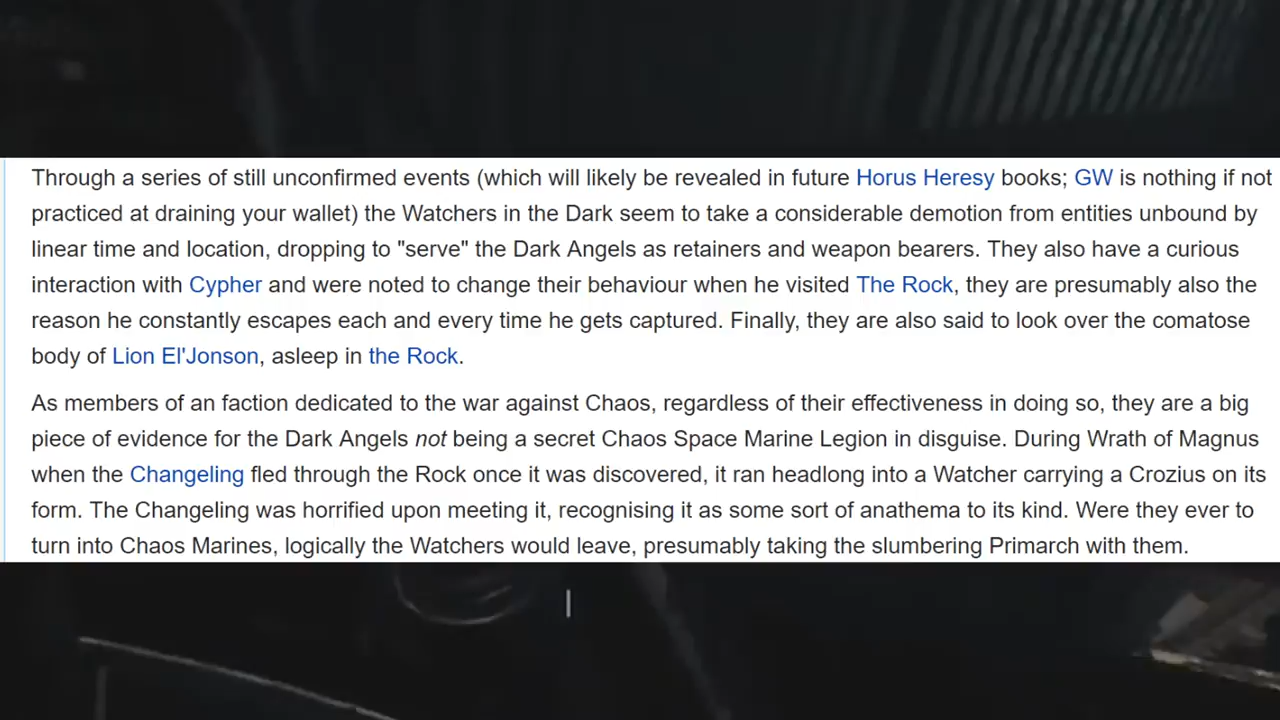 Through a series of still unconfirmed events (which will likely be revealed in future Horus Heresy books; GW is nothing if not
practiced at draining your wallet) the Watchers in the Dark seem to take a considerable demotion from entities unbound by
linear time and location, dropping to "serve" the Dark Angels as retainers and weapon bearers. They also have a curious
interaction with Cypher and were noted to change their behaviour when he visited The Rock, they are presumably also the
reason he constantly escapes each and every time he gets captured. Finally, they are also said to look over the comatose
body of Lion El'Jonson, asleep in the Rock.
As members of an faction dedicated to the war against Chaos, regardless of their effectiveness in doing so, they are a big
piece of evidence for the Dark Angels not being a secret Chaos Space Marine Legion in disguise. During Wrath of Magnus
when the Changeling fled through the Rock once it was discovered, it ran headlong into a Watcher carrying a Crozius on its
form. The Changeling was horrified upon meeting it, recognising it as some sort of anathema to its kind. Were they ever to
turn into Chaos Marines, logically the Watchers would leave, presumably taking the slumbering Primarch with them.